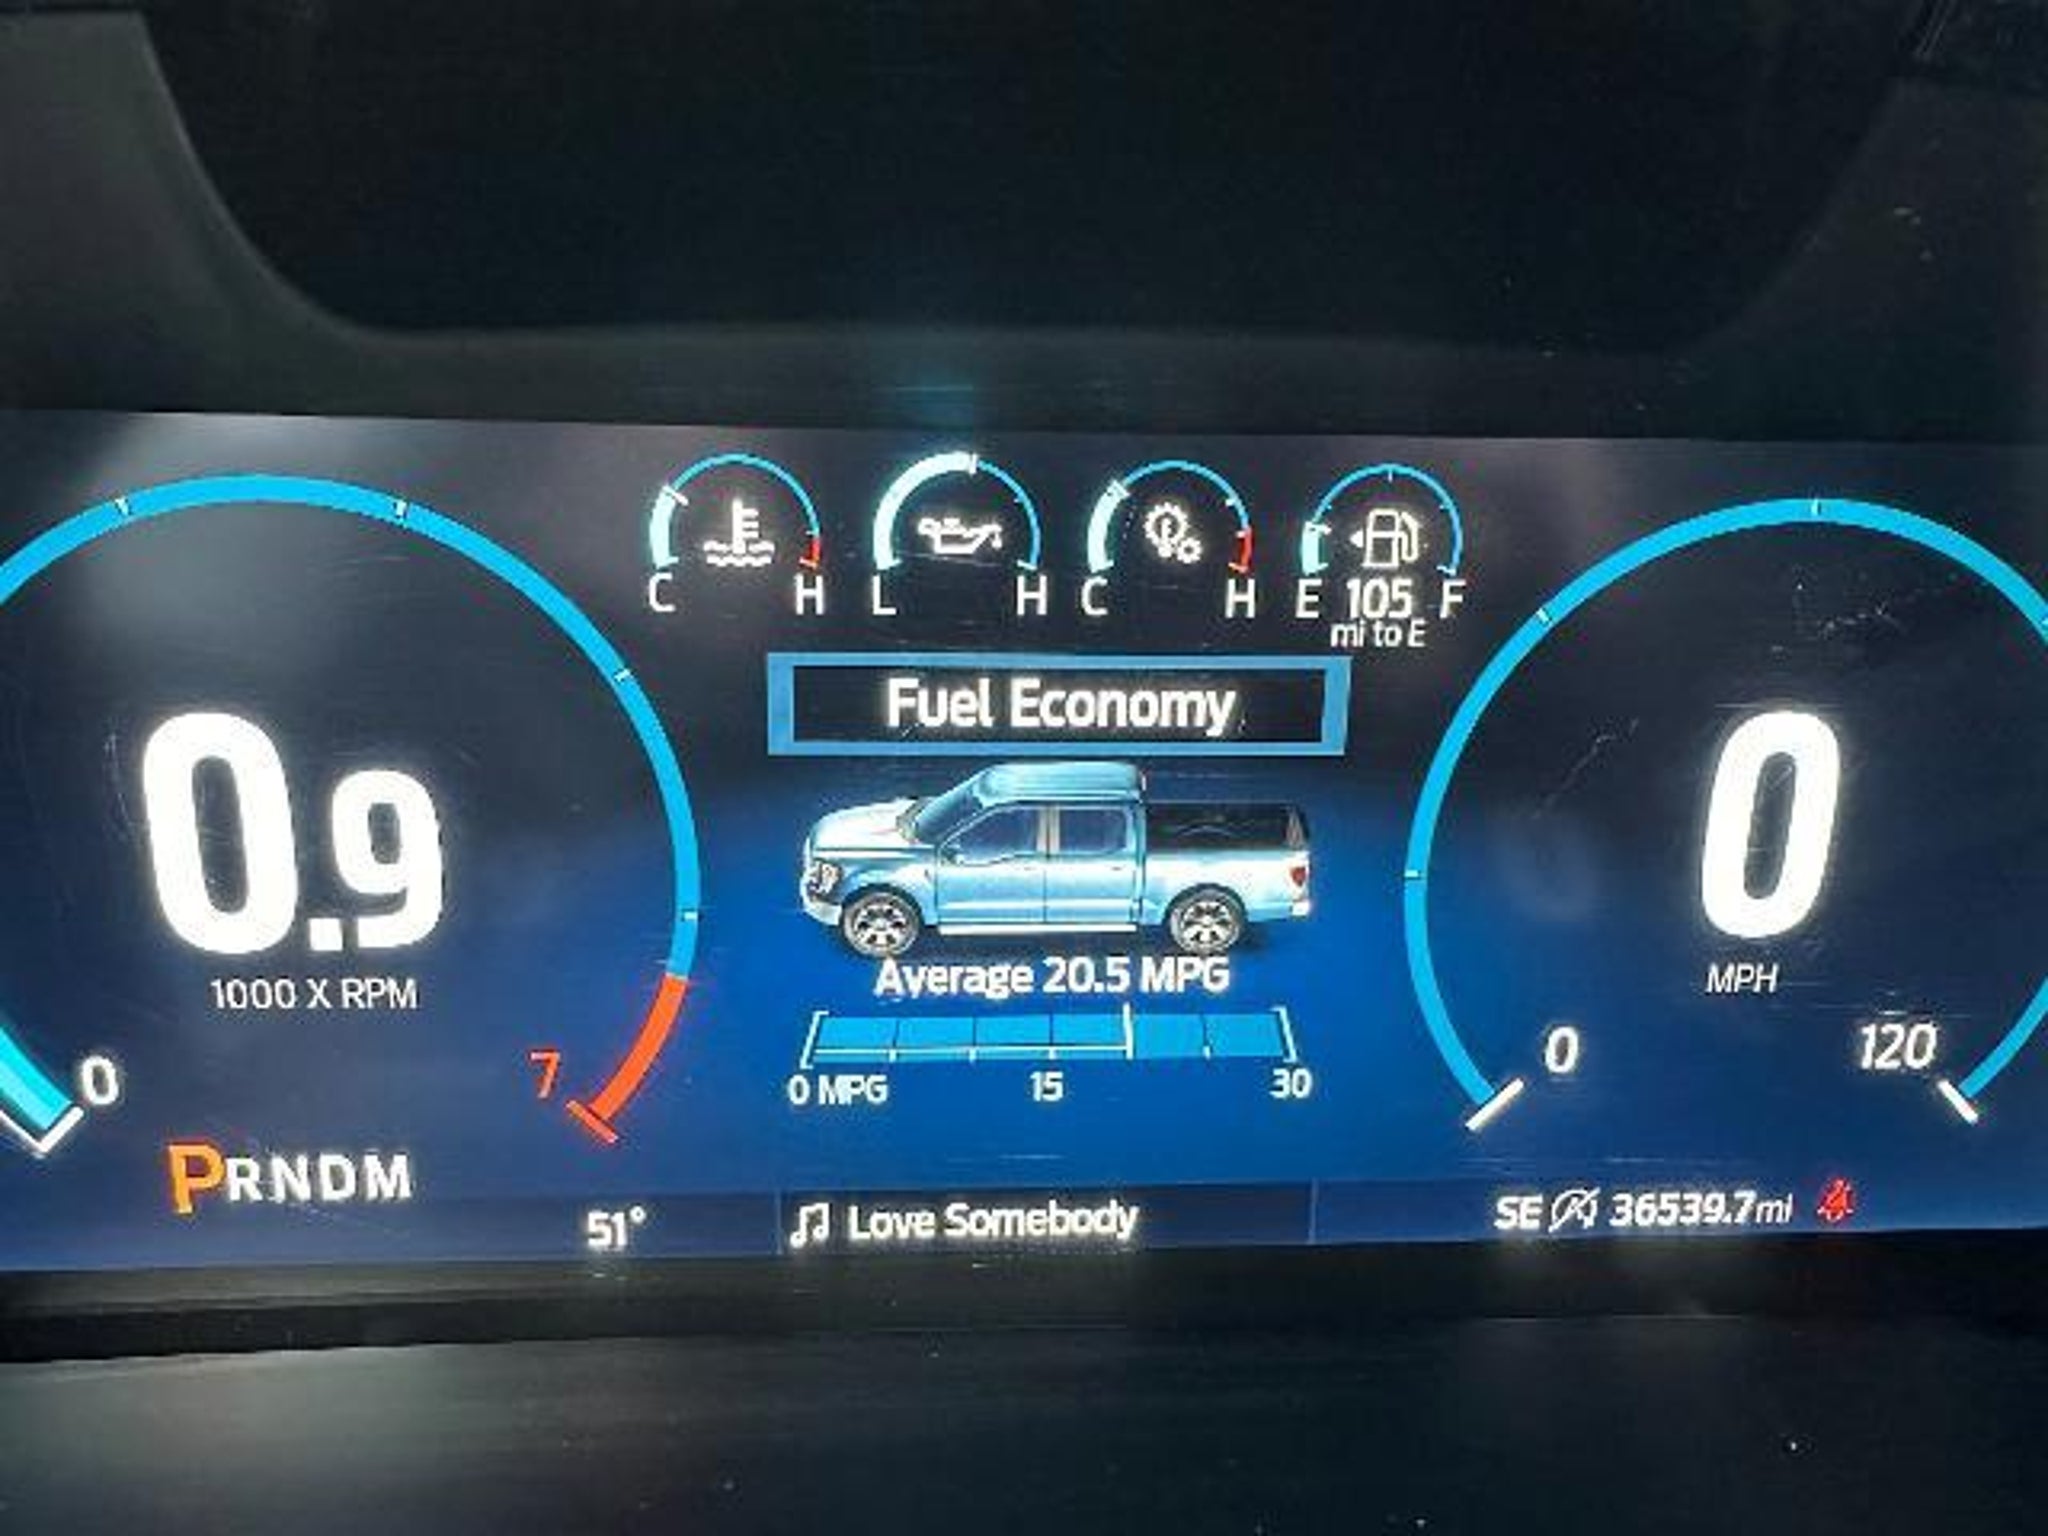 C H
L H
C H
E 105 F
mi to E
Fuel Economy
0.9
1000 X RPM
0
7
PRNDM
51°
Average 20.5 MPG
0 MPG 15 30
Love Somebody
0
MPH
0 120
SE 36539.7mi